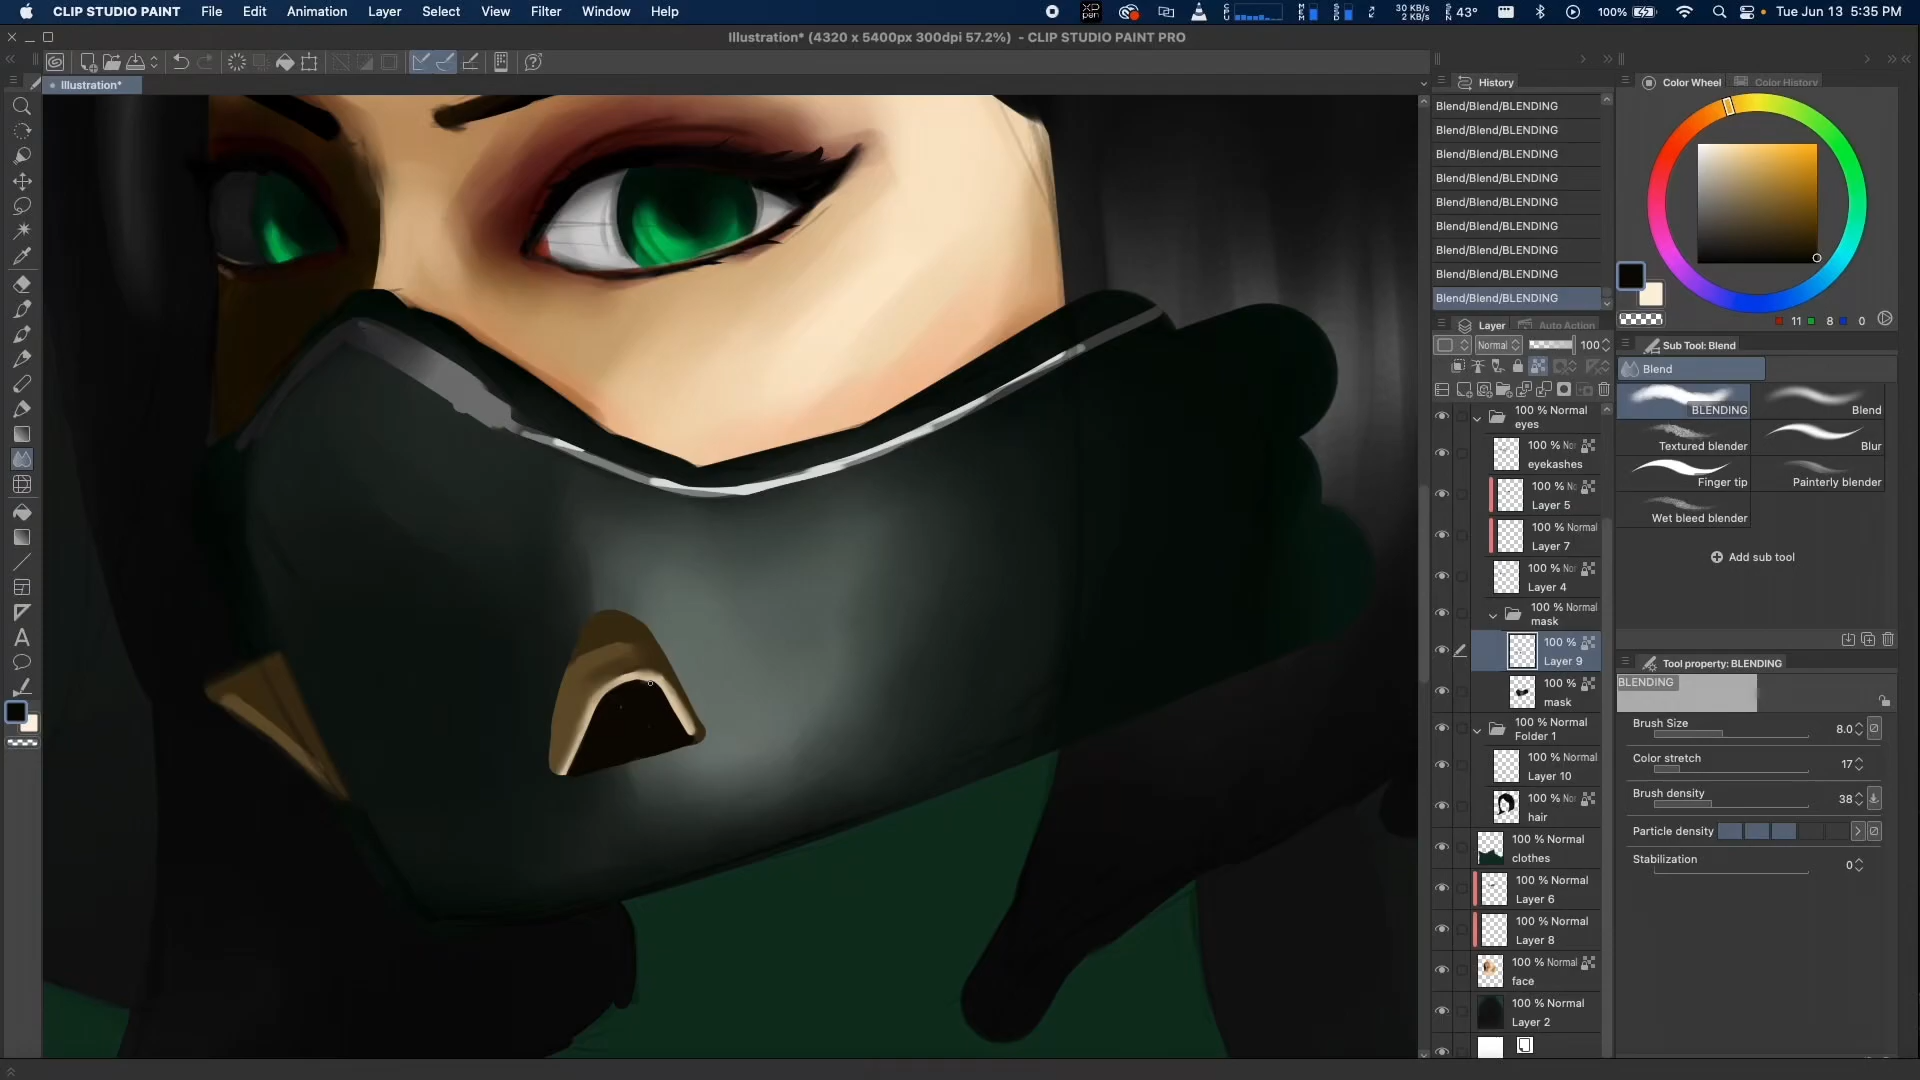 CLIP STUDIO PAINT File Edit Animation Layer Select View Filter Window Help
30 KB/s
2 KB/s
43°
100%
Tue Jun 13 5:35 PM
Illustration* (4320 x 5400px 300dpi 57.2%) - CLIP STUDIO PAINT PRO
Illustration*
History
Blend/Blend/BLENDING
Blend/Blend/BLENDING
Blend/Blend/BLENDING
Blend/Blend/BLENDING
Blend/Blend/BLENDING
Blend/Blend/BLENDING
Blend/Blend/BLENDING
Blend/Blend/BLENDING
Blend/Blend/BLENDING
Layer Auto Action
Normal 100
100 % Normal
eyes
100 % Nor
eyekashes
100 % No
Layer 5
100 % Normal
Layer 7
100 % Nor
Layer 4
100 % Normal
mask
100 %
Layer 9
100 %
mask
100 % Normal
Folder 1
100 % Normal
Layer 10
100 % Nor
hair
100 % Normal
clothes
100 % Normal
Layer 6
100 % Normal
Layer 8
100 % Normal
face
100 % Normal
Layer 2
Color Wheel Color History
11 8 0
Sub Tool: Blend
Blend
BLENDING Blend
Textured blender Blur
Finger tip Painterly blender
Wet bleed blender
Add sub tool
Tool property: BLENDING
BLENDING
Brush Size 8.0
Color stretch 17
Brush density 38
Particle density
Stabilization 0